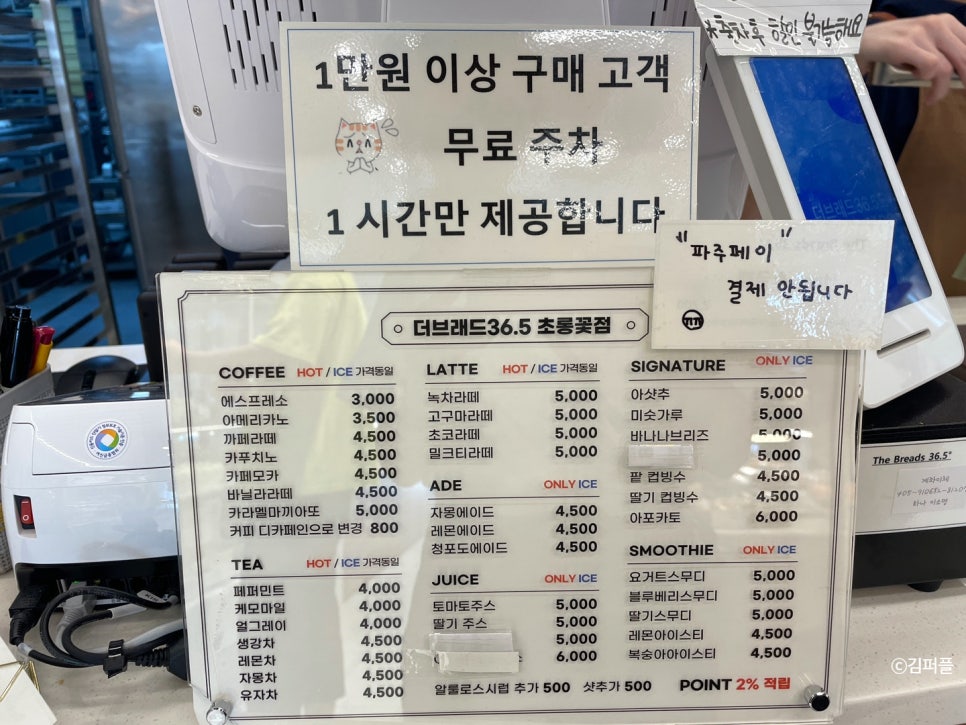 *충차후 할인 불가능해요
1만원 이상 구매 고객
무료 주차
1 시간만 제공합니다
"파주페이"
결제 안됩니다
더브래드36.5 초롱꽃점
COFFEE HOT / ICE 가격동일
에스프레소 3,000
아메리카노 3,500
까페라떼 4,500
카푸치노 4,500
카페모카 4,500
바닐라라떼 4,500
카라멜마끼아또 5,000
커피 디카페인으로 변경 800
TEA HOT / ICE 가격동일
페퍼민트 4,000
케모마일 4,000
얼그레이 4,000
생강차 4,500
레몬차 4,500
자몽차 4,500
유자차 4,500
LATTE HOT / ICE 가격동일
녹차라떼 5,000
고구마라떼 5,000
초코라떼 5,000
밀크티라떼 5,000
ADE ONLY ICE
자몽에이드 4,500
레몬에이드 4,500
청포도에이드 4,500
JUICE ONLY ICE
토마토주스 5,000
딸기 주스 5,000
5,000
6,000
알룰로스시럽 추가 500 샷추가 500
SIGNATURE ONLY ICE
아샷추 5,000
미숫가루 5,000
바나나브리즈 5,000
5,000
팥 컵빙수 4,500
딸기 컵빙수 4,500
아포카토 6,000
SMOOTHIE ONLY ICE
요거트스무디 5,000
블루베리스무디 5,000
딸기스무디 5,000
레몬아이스티 4,500
복숭아아이스티 4,500
POINT 2% 적립
The Breads 36.5°
계좌이체
©김퍼플